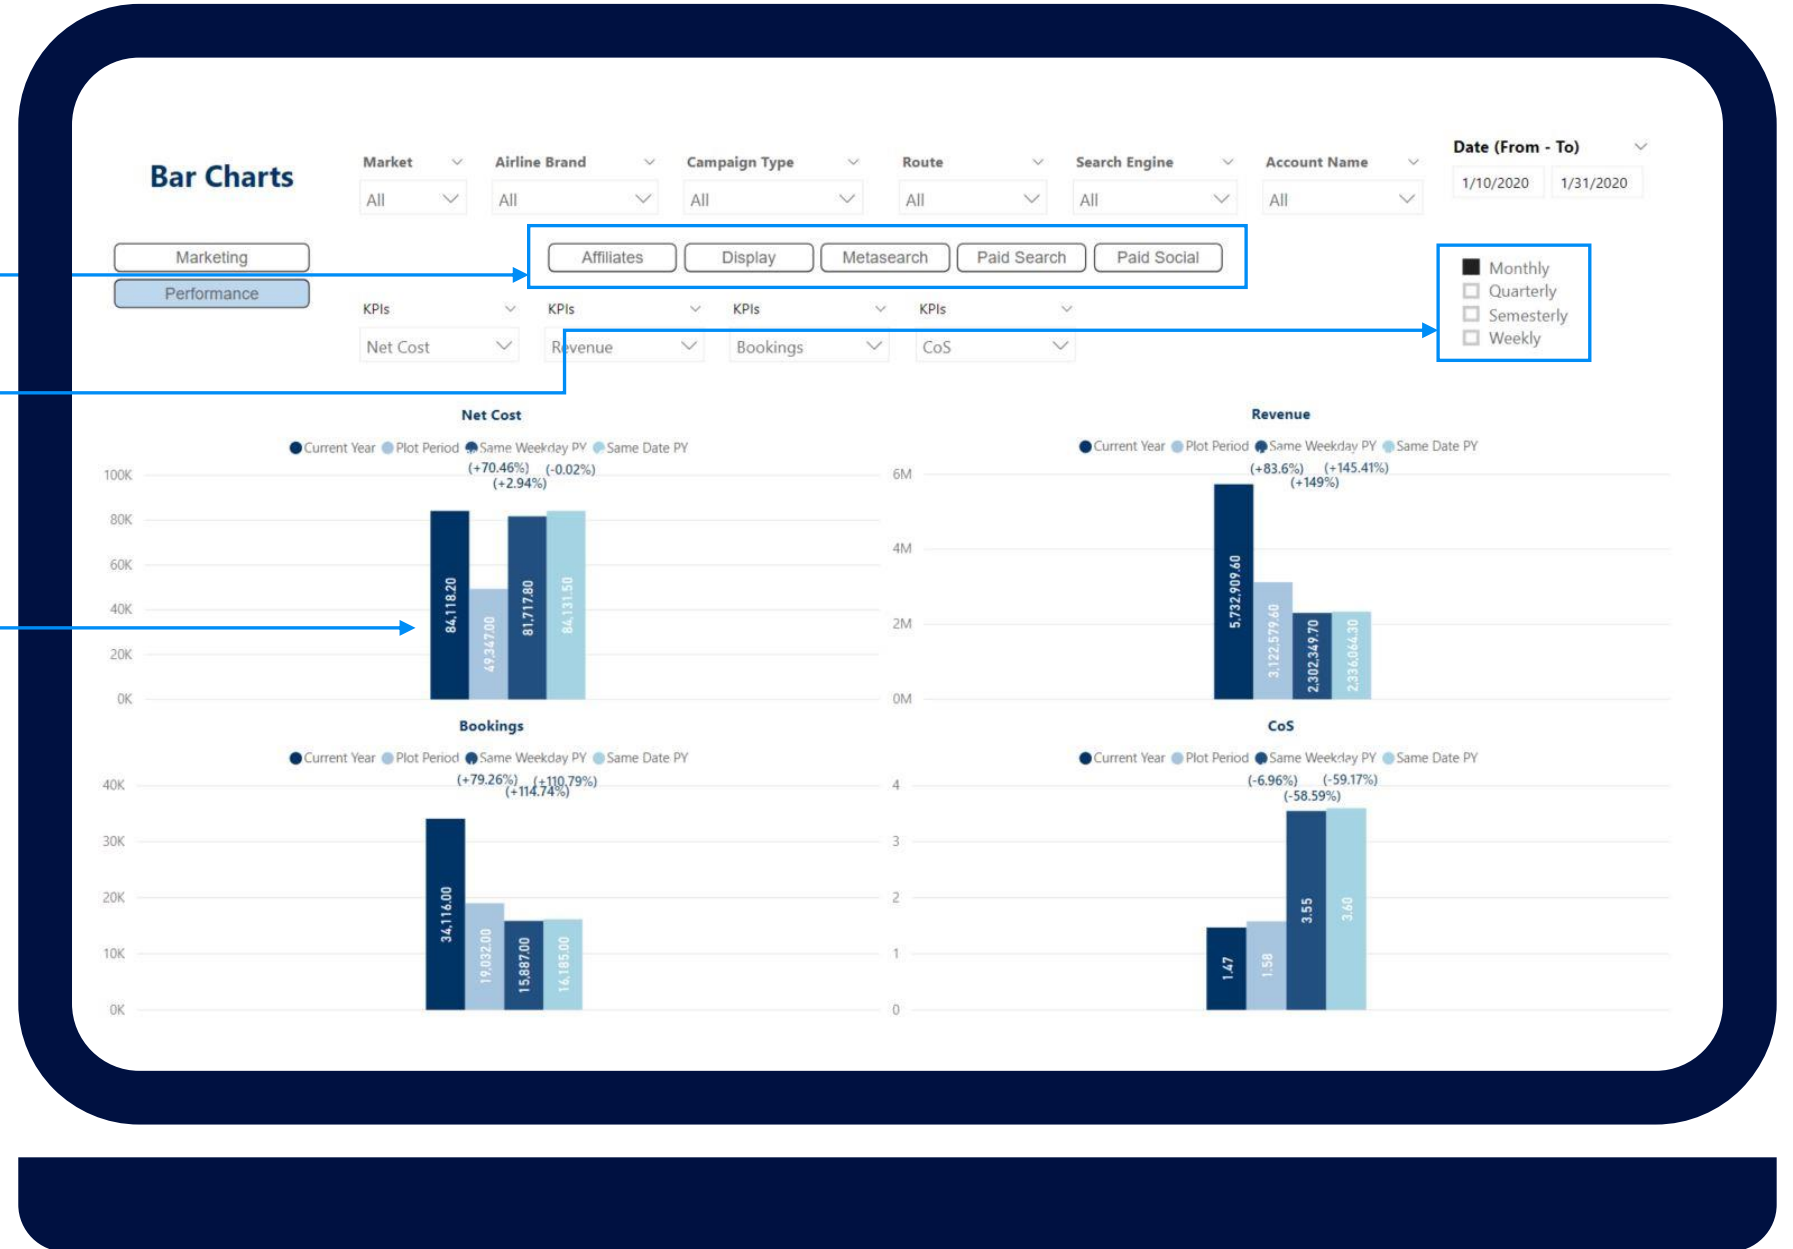 Bar Charts
Market
Airline Brand
Campaign Type
Route
Search Engine
Account Name
Date (From - To)
All
All
All
All
All
All
1/10/2020
1/31/2020
Marketing
Performance
Affiliates
Display
Metasearch
Paid Search
Paid Social
Monthly
Quarterly
Semesterly
Weekly
KPIs
KPIs
KPIs
KPIs
Net Cost
Revenue
Bookings
CoS
Net Cost
Current Year Plot Period Same Weekday PY Same Date PY
(+70.46%) (-0.02%)
(+2.94%)
100K
80K
60K
40K
20K
0K
84,118.20
49,347.00
81,717.80
84,131.50
Revenue
Current Year Plot Period Same Weekday PY Same Date PY
(+83.6%) (+145.41%)
(+149%)
6M
4M
2M
0M
5,732,909.60
3,122,579.60
2,302,349.70
2,336,064.30
Bookings
Current Year Plot Period Same Weekday PY Same Date PY
(+79.26%) (+110.79%)
(+114.74%)
40K
30K
20K
10K
0K
34,116.00
19,032.00
15,887.00
16,185.00
CoS
Current Year Plot Period Same Weekday PY Same Date PY
(-6.96%) (-59.17%)
(-58.59%)
4
3
2
1
0
1.47
1.58
3.55
3.60